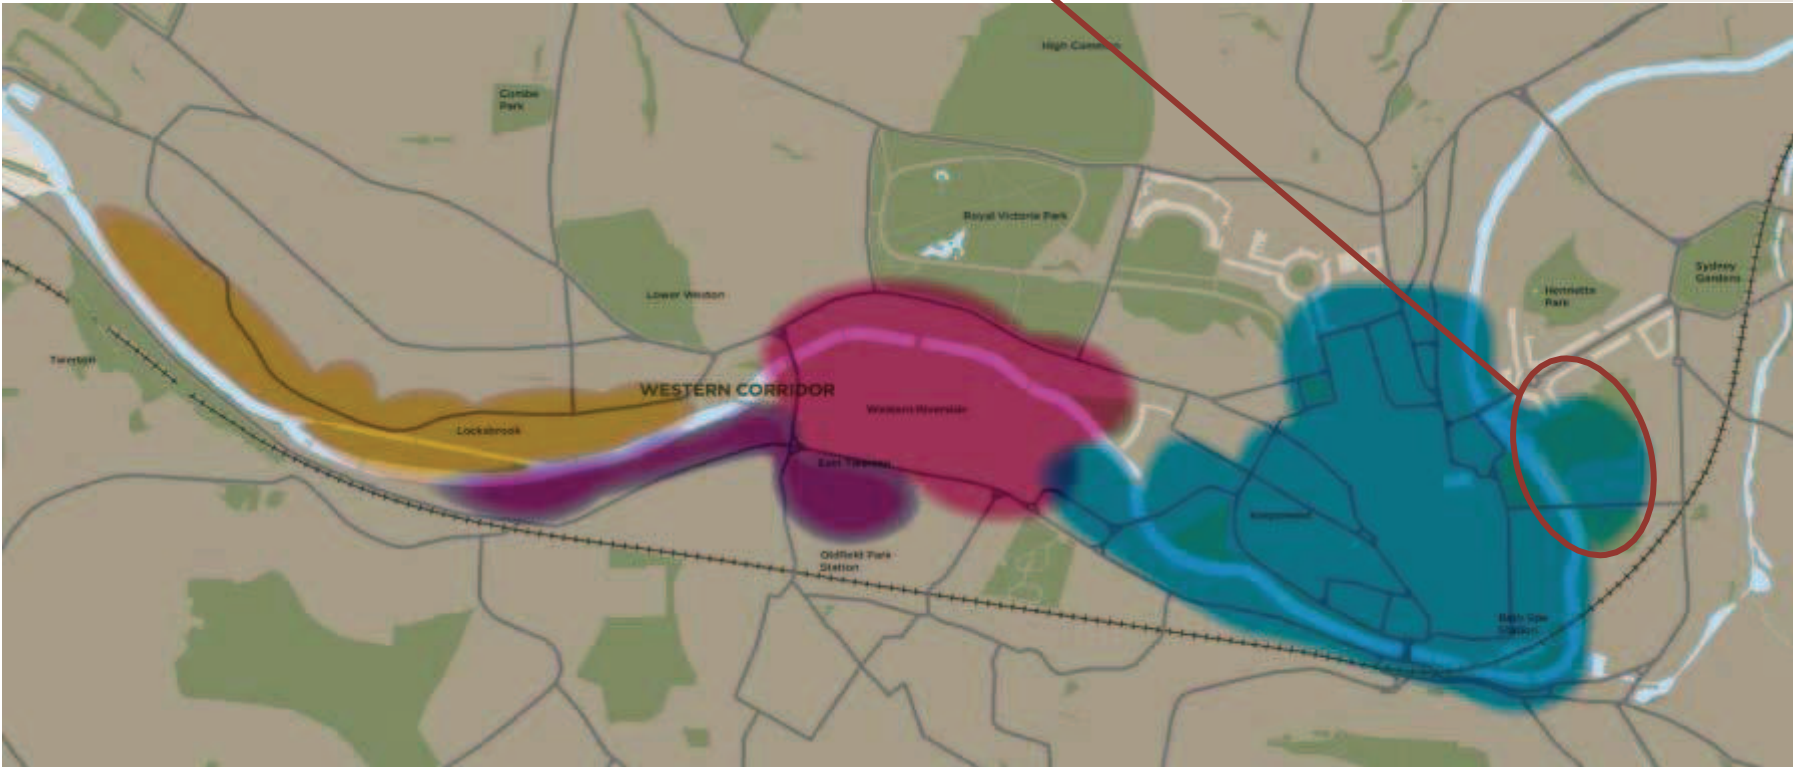 High Common
Combe
Park
Royal Victoria Park
Sydney
Gardens
Henrietta
Park
Lower Weston
Twerton
WESTERN CORRIDOR
Western Riverside
Locksbrook
East Twerton
Oldfield Park
Station
Bath Spa
Station